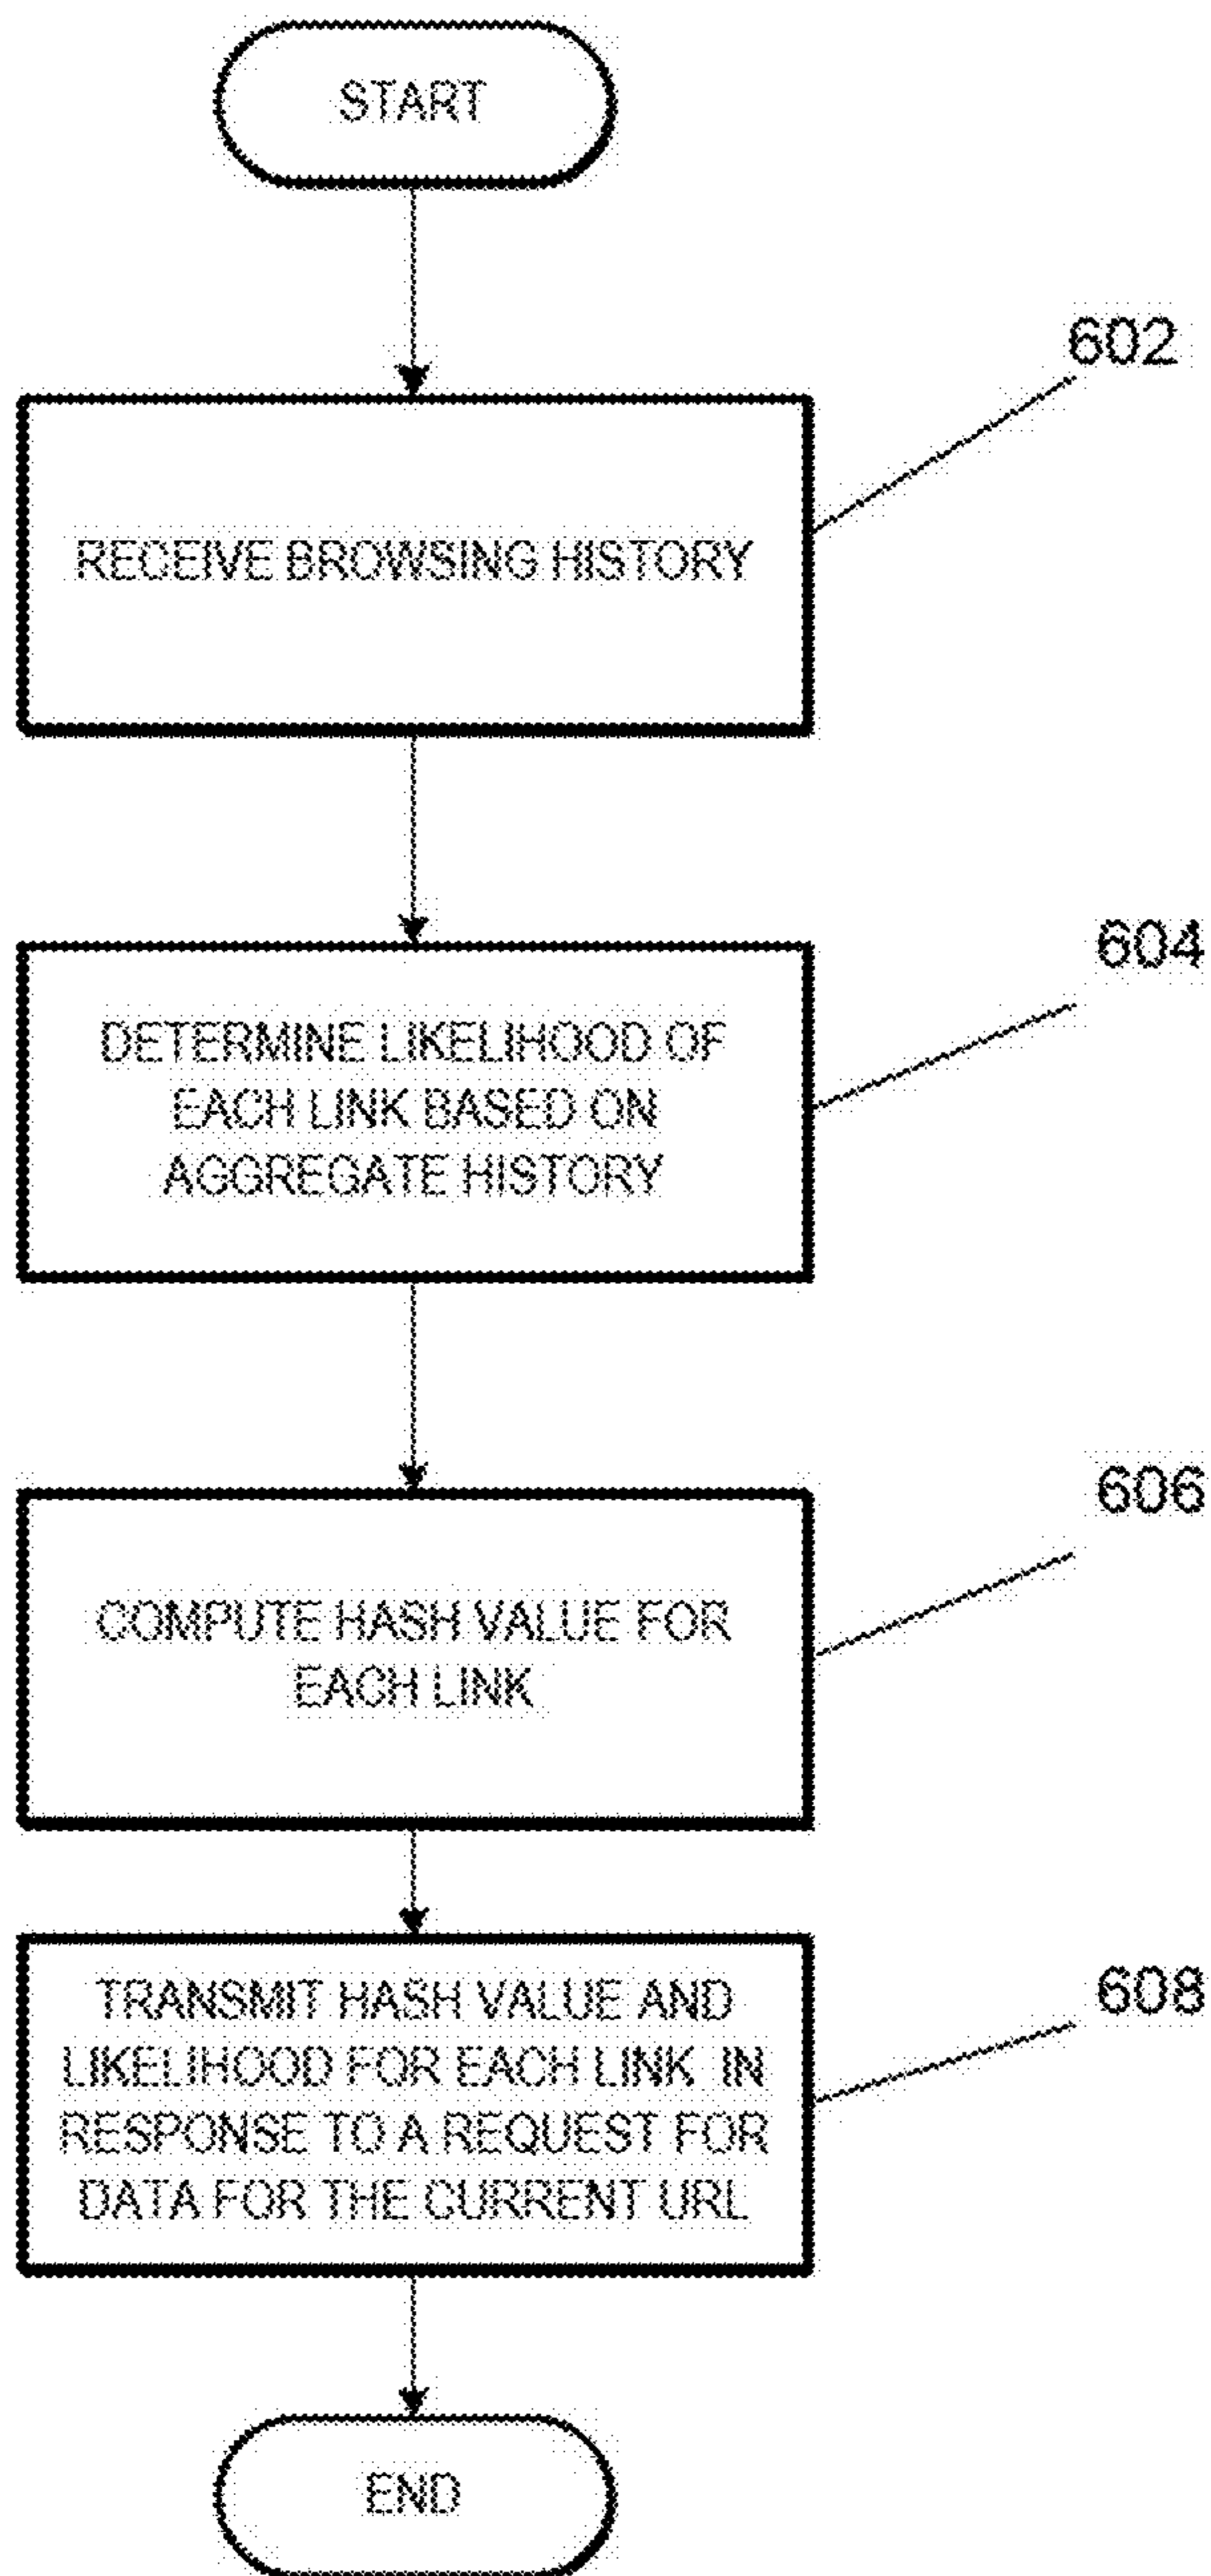 START
602
RECEIVE BROWSING HISTORY
604
DETERMINE LIKELIHOOD OF
EACH LINK BASED ON
AGGREGATE HISTORY
606
COMPUTE HASH VALUE FOR
EACH LINK
608
TRANSMIT HASH VALUE AND
LIKELIHOOD FOR EACH LINK IN
RESPONSE TO A REQUEST FOR
DATA FOR THE CURRENT URL
END